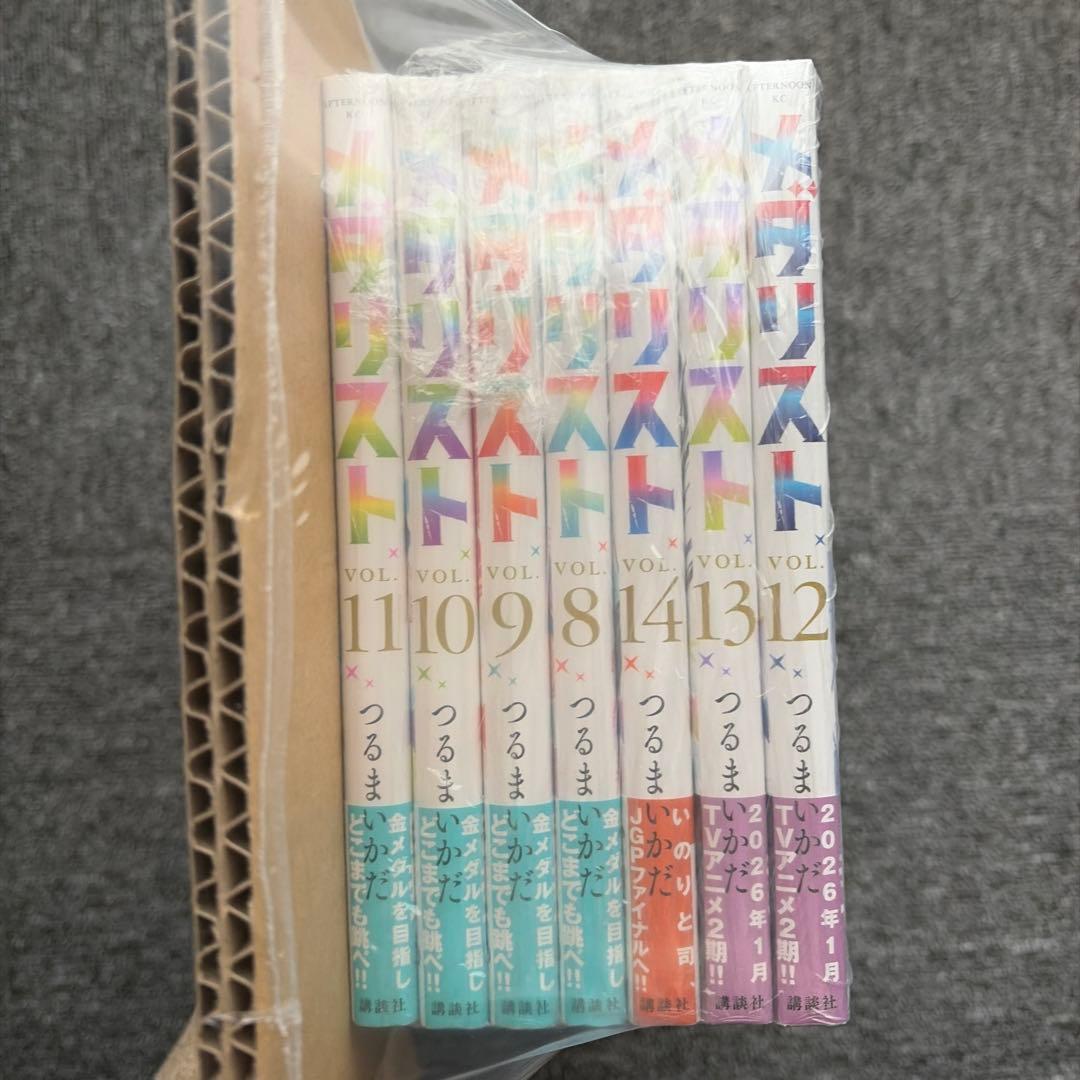 AFTERNOON
KC
メダリスト
VOL.
11
つるまいかだ
金メダルを目指し
どこまでも跳べ!!
メダリスト
VOL.
10
つるまいかだ
金メダルを目指し
どこまでも跳べ!!
講談社
メダリスト
VOL.
9
つるまいかだ
金メダルを目指し
どこまでも跳べ!!
講談社
メダリスト
VOL.
8
つるまいかだ
金メダルを目指し
どこまでも跳べ!!
講談社
メダリスト
VOL.
14
つるまいかだ
いのりと司、
JGPファイナルへ!!
講談社
AFTERNOON
KC
メダリスト
VOL.
13
つるまいかだ
2026年1月
TVアニメ2期!!
講談社
AFTERNOON
KC
メダリスト
VOL.
12
つるまいかだ
2026年1月
TVアニメ2期!!
講談社